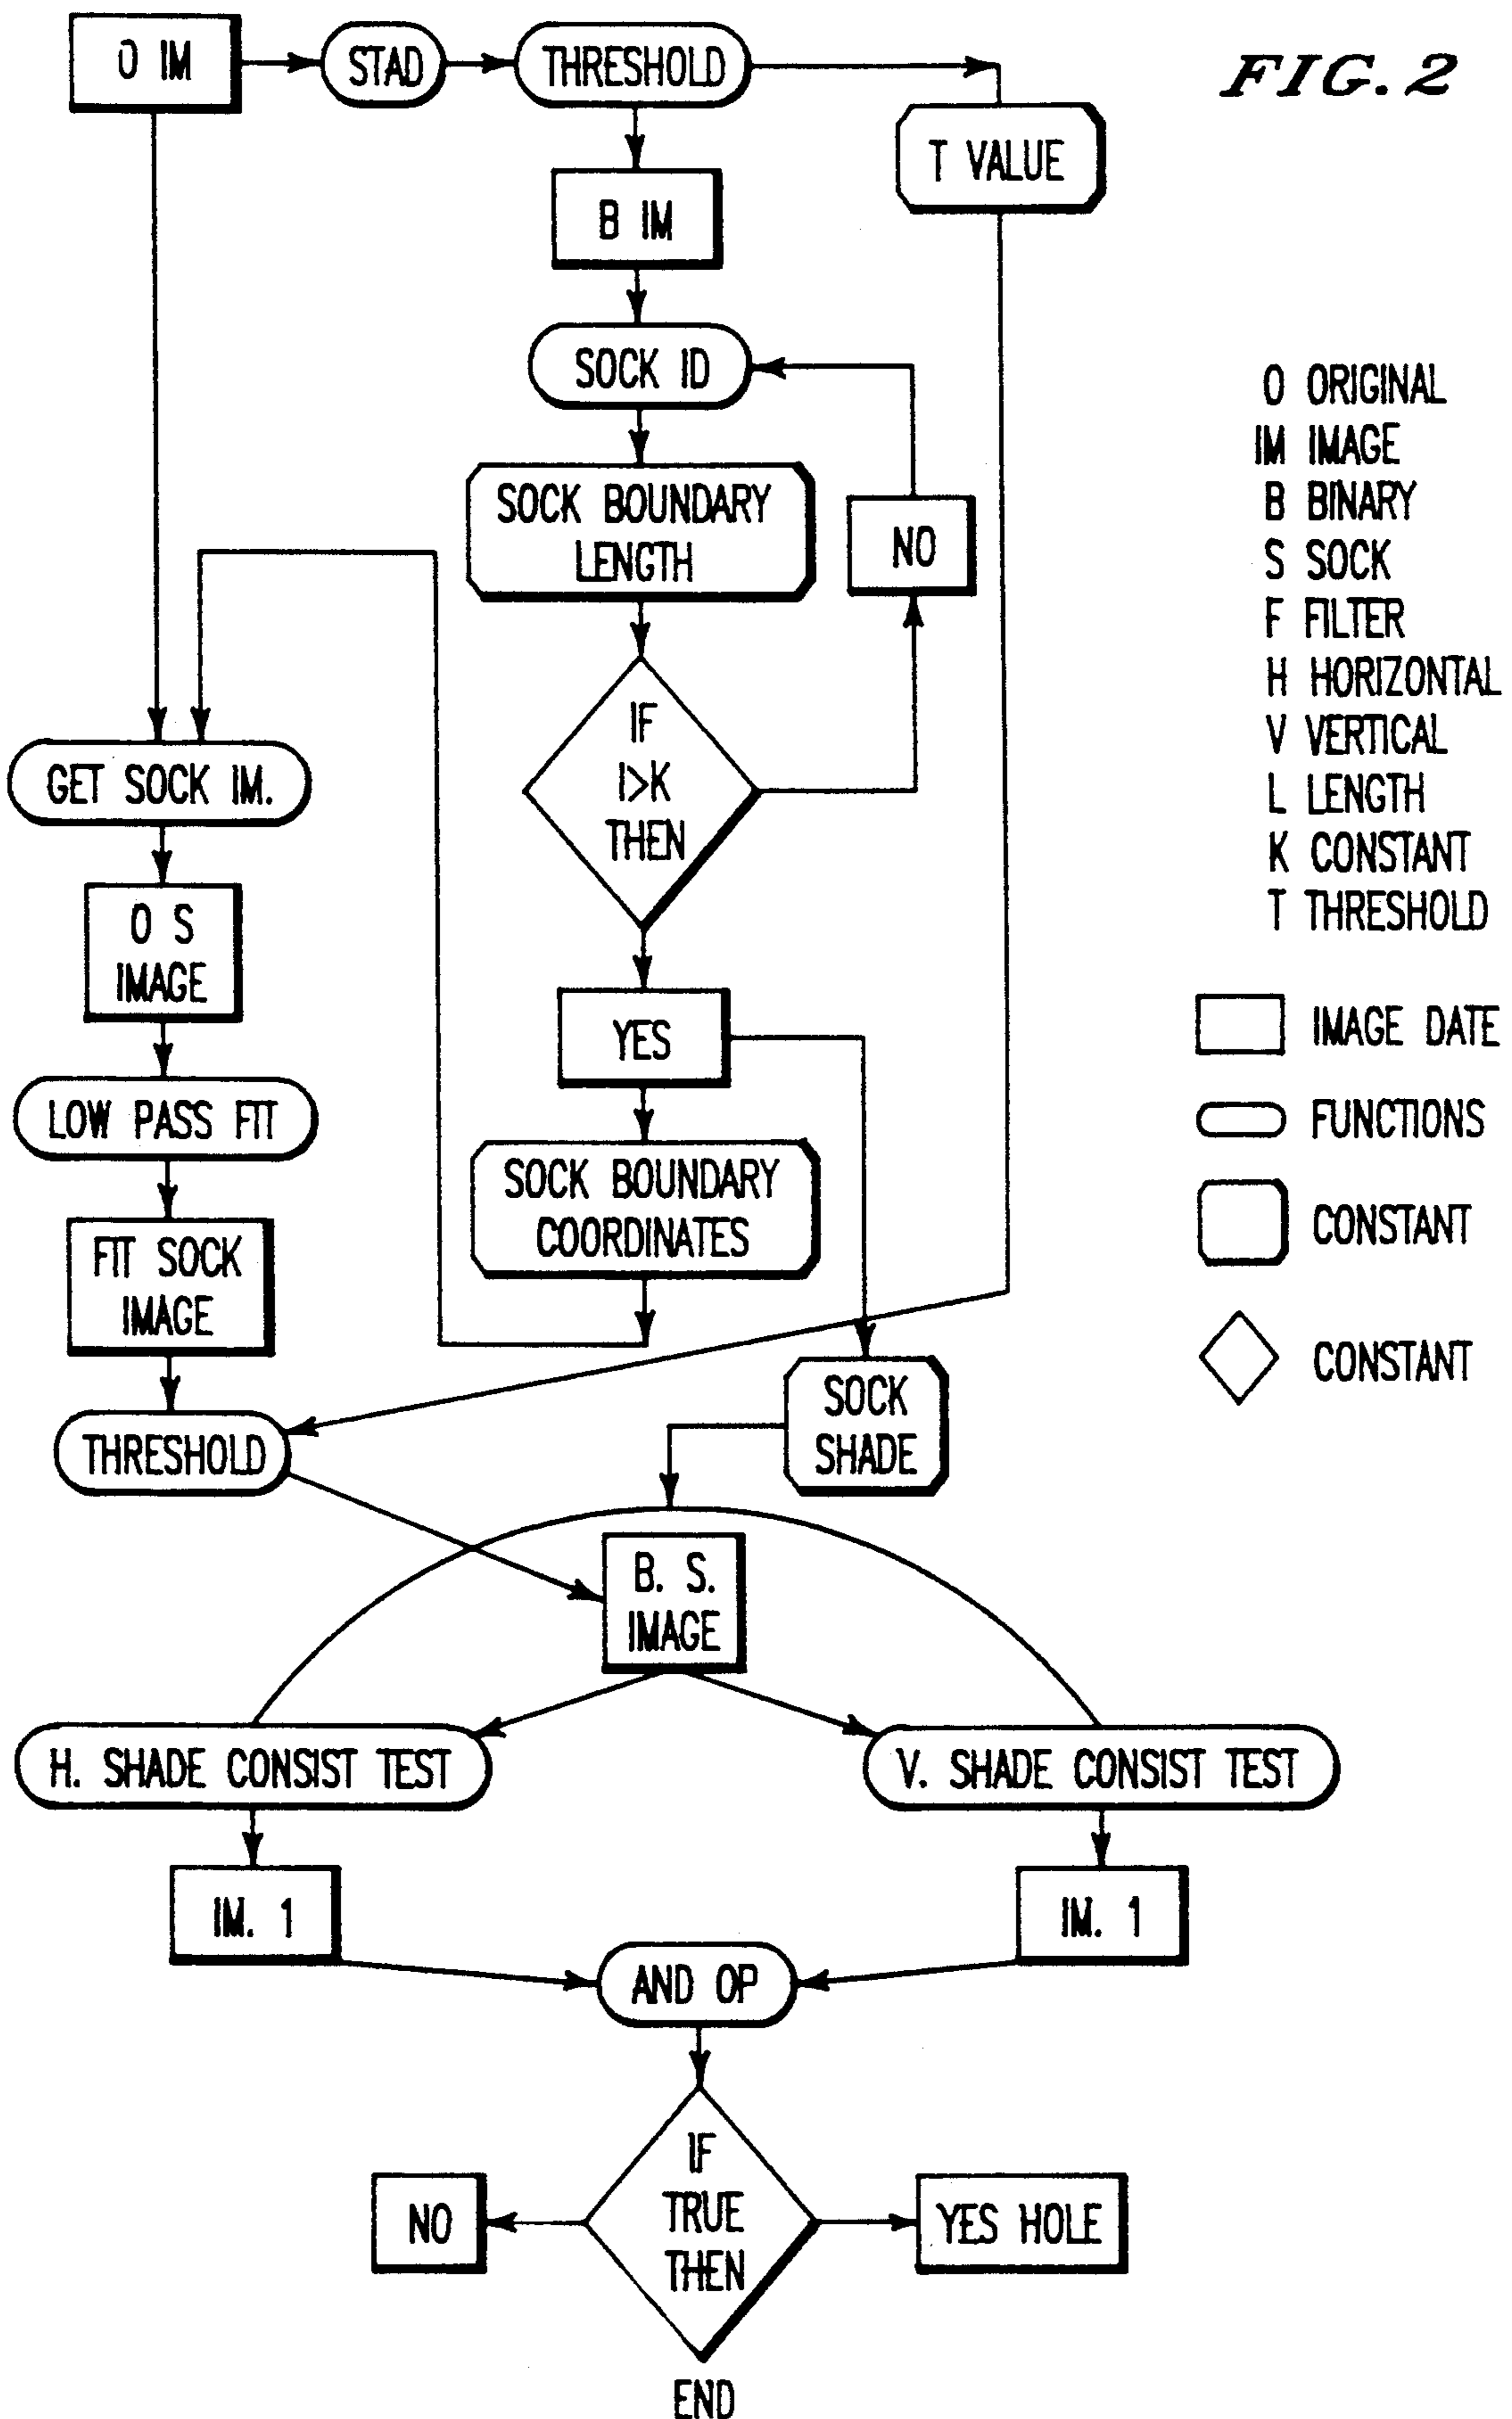 FIG. 2
O IM
STAD
THRESHOLD
T VALUE
B IM
SOCK ID
SOCK BOUNDARY
LENGTH
NO
IF
I>K
THEN
GET SOCK IM.
O S
IMAGE
YES
LOW PASS FIT
SOCK BOUNDARY
COORDINATES
FIT SOCK
IMAGE
SOCK
SHADE
THRESHOLD
B. S.
IMAGE
H. SHADE CONSIST TEST
V. SHADE CONSIST TEST
IM. 1
IM. 1
AND OP
IF
TRUE
THEN
NO
YES HOLE
END
O ORIGINAL
IM IMAGE
B BINARY
S SOCK
F FILTER
H HORIZONTAL
V VERTICAL
L LENGTH
K CONSTANT
T THRESHOLD
IMAGE DATE
FUNCTIONS
CONSTANT
CONSTANT